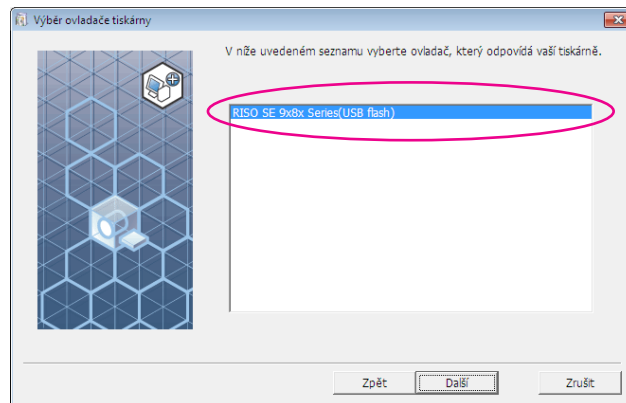 Výběr ovladače tiskárny
V níže uvedeném seznamu vyberte ovladač, který odpovídá vaší tiskárně.
RISO SE 9x8x Series(USB flash)
Zpět
Další
Zrušit